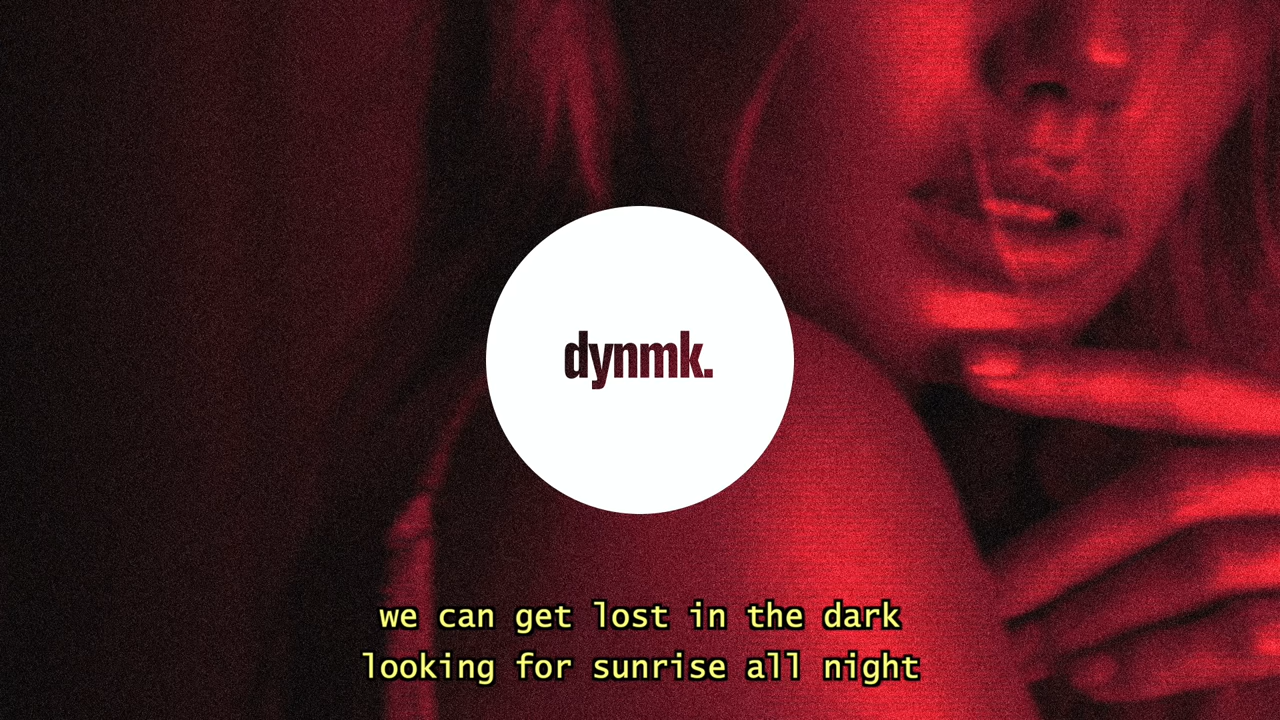 dynmk.
we can get lost in the dark
looking for sunrise all night